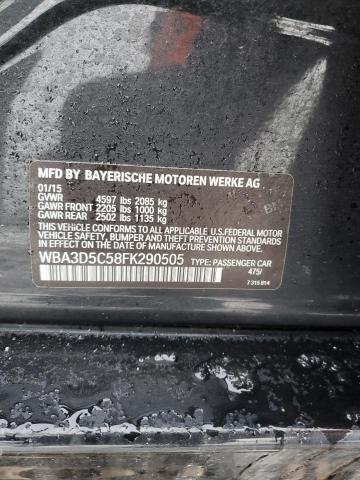 MFD BY BAYERISCHE MOTOREN WERKE AG
01/15
GVWR 4597 lbs 2085 kg
GAWR FRONT 2205 lbs 1000 kg
GAWR REAR 2502 lbs 1135 kg
THIS VEHICLE CONFORMS TO ALL APPLICABLE U.S.FEDERAL MOTOR
VEHICLE SAFETY, BUMPER AND THEFT PREVENTION STANDARDS IN
EFFECT ON THE DATE OF MANUFACTURE SHOWN ABOVE.
WBA3D5C58FK290505 TYPE: PASSENGER CAR
475/
7 315 814